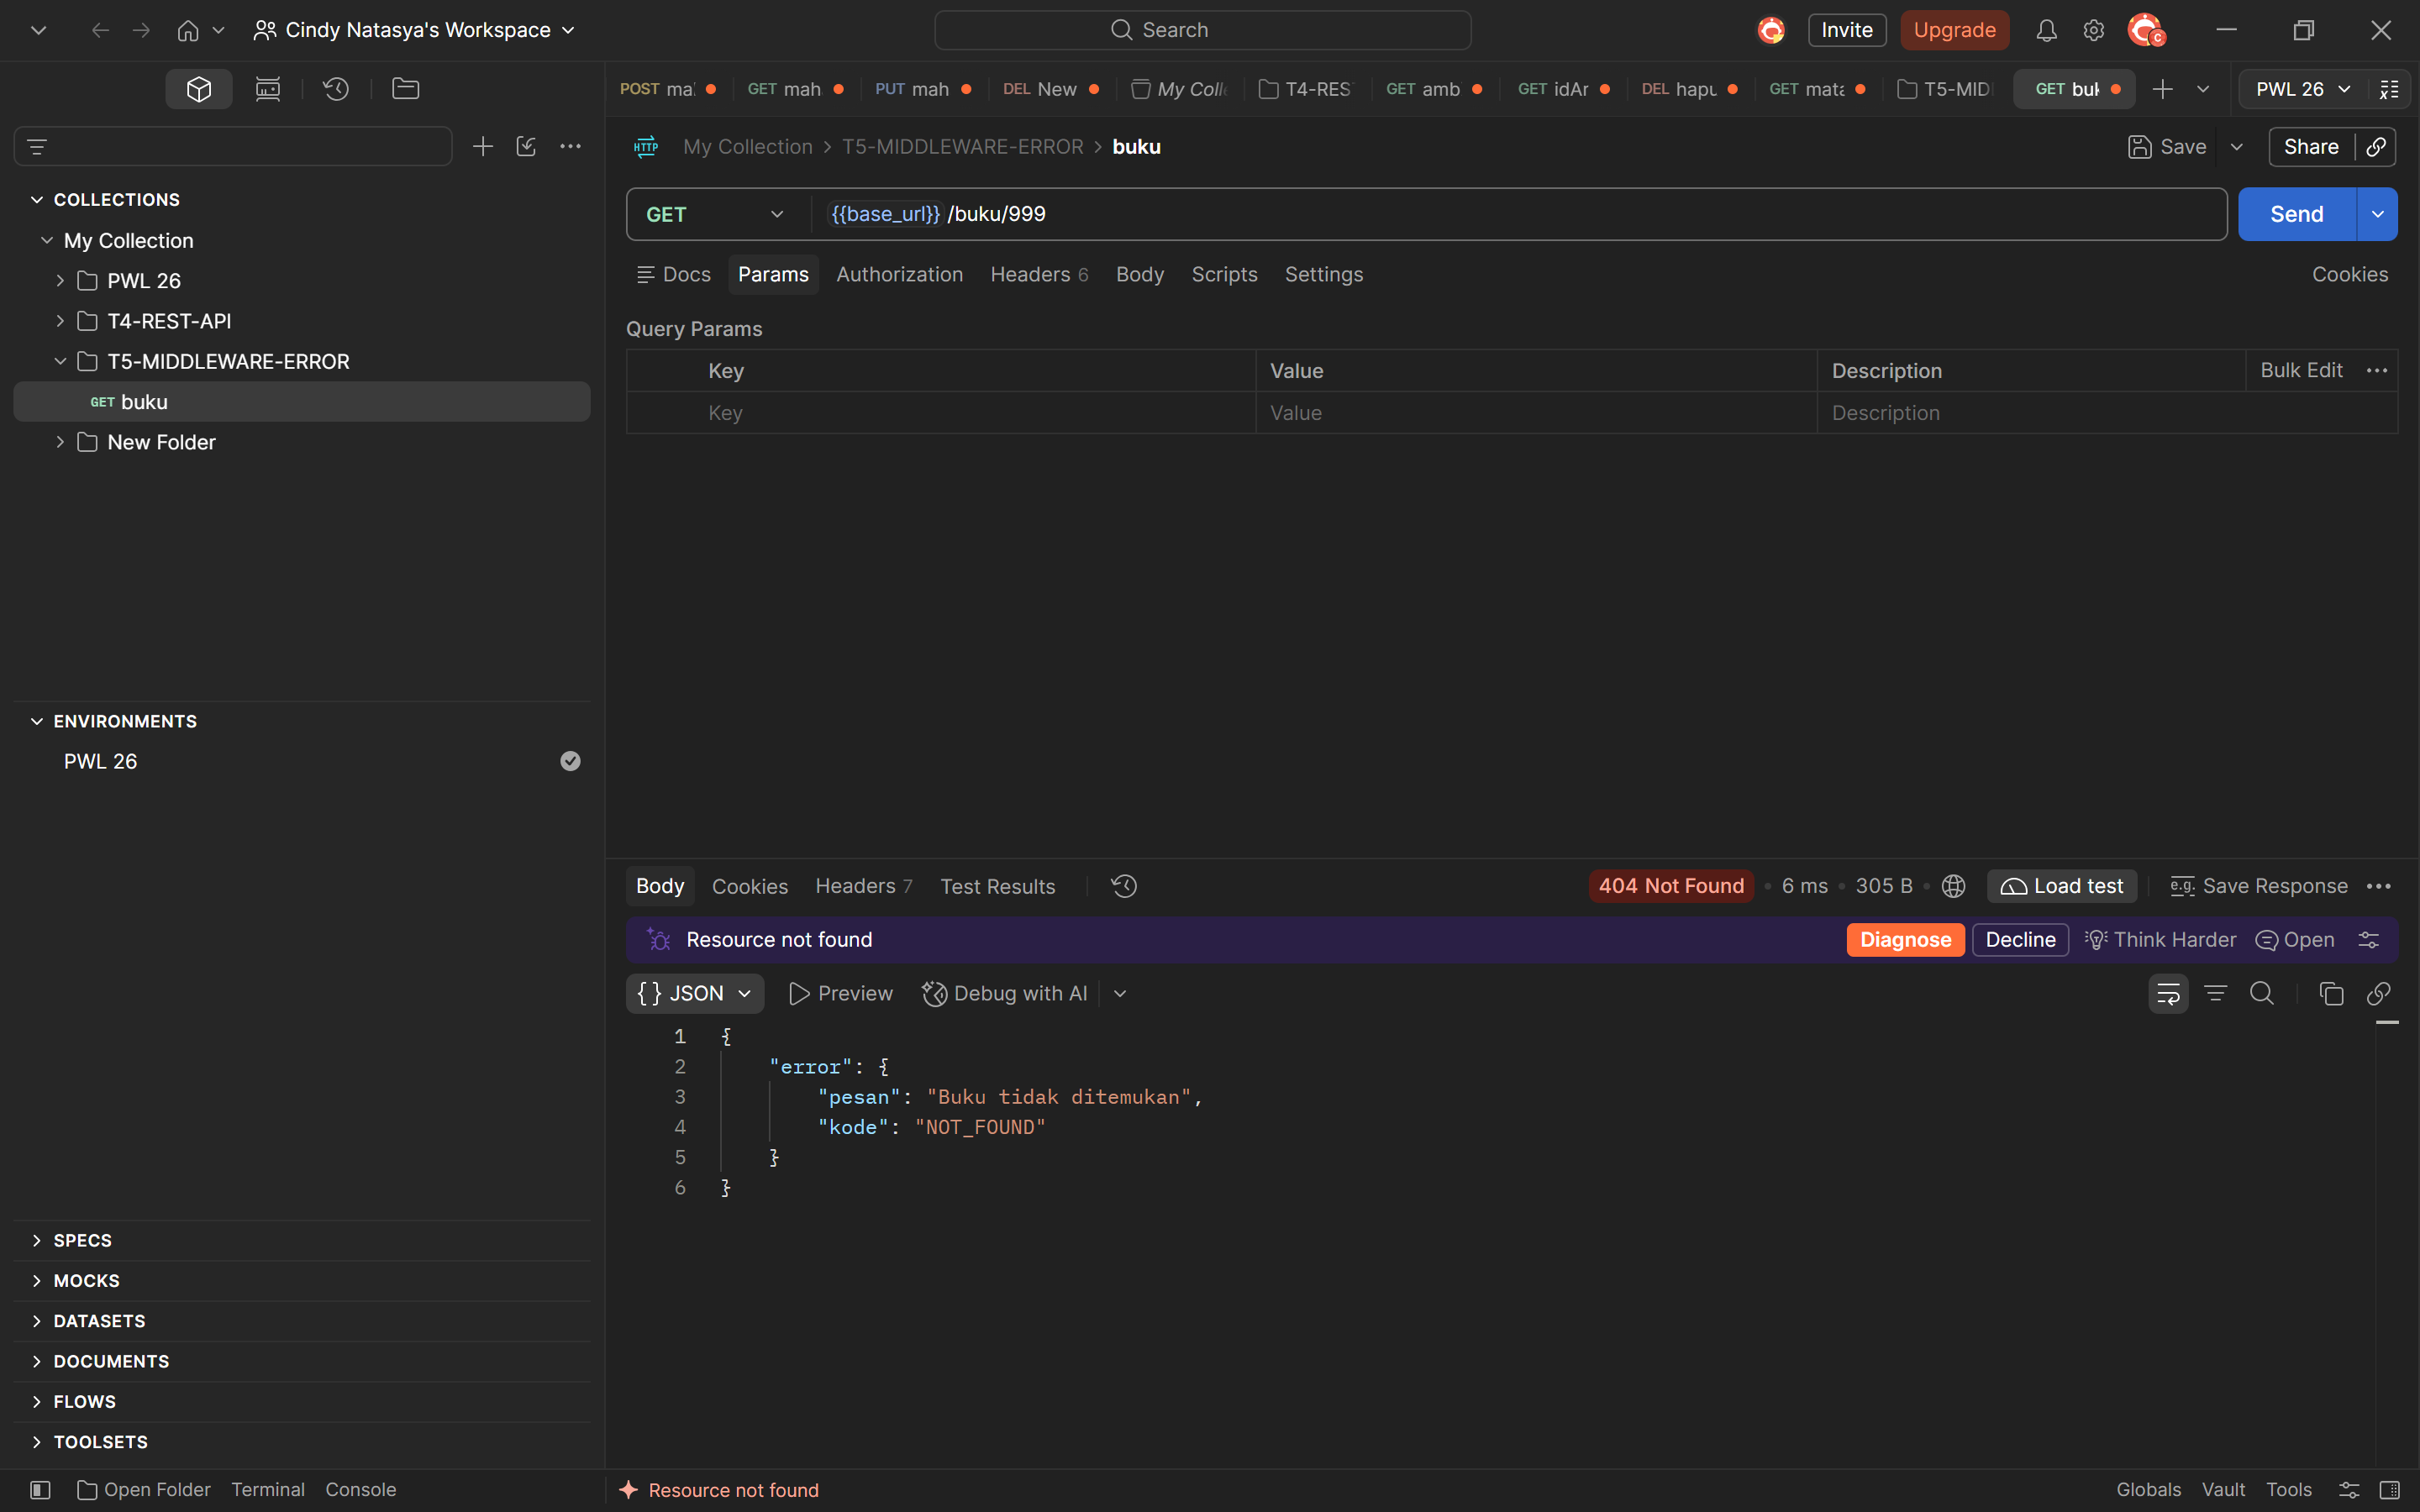 Cindy Natasya's Workspace
Search
Invite
Upgrade
C
POST ma
GET mah
PUT mah
DEL New
My Colle
T4-RES
GET amb
GET idAr
DEL hapu
GET mata
T5-MID
GET buk
PWL 26
HTTP
My Collection > T5-MIDDLEWARE-ERROR > buku
Save
Share
COLLECTIONS
My Collection
PWL 26
T4-REST-API
T5-MIDDLEWARE-ERROR
GET buku
New Folder
GET
{{base_url}} /buku/999
Send
Docs
Params
Authorization
Headers 6
Body
Scripts
Settings
Cookies
Query Params
Key
Value
Description
Bulk Edit
Key
Value
Description
ENVIRONMENTS
PWL 26
Body
Cookies
Headers 7
Test Results
404 Not Found
6 ms
305 B
Load test
e.g. Save Response
Resource not found
Diagnose
Decline
Think Harder
Open
{} JSON
Preview
Debug with AI
1 {
2 "error": {
3 "pesan": "Buku tidak ditemukan",
4 "kode": "NOT_FOUND"
5 }
6 }
SPECS
MOCKS
DATASETS
DOCUMENTS
FLOWS
TOOLSETS
Open Folder
Terminal
Console
Resource not found
Globals
Vault
Tools